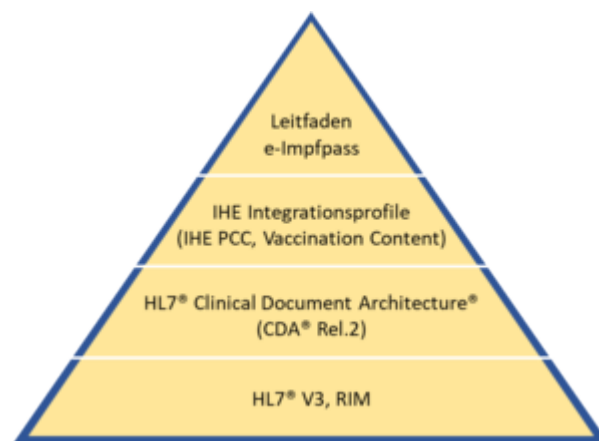 Leitfaden
e-Impfpass
IHE Integrationsprofile
(IHE PCC, Vaccination Content)
HL7® Clinical Document Architecture®
(CDA® Rel.2)
HL7® V3, RIM